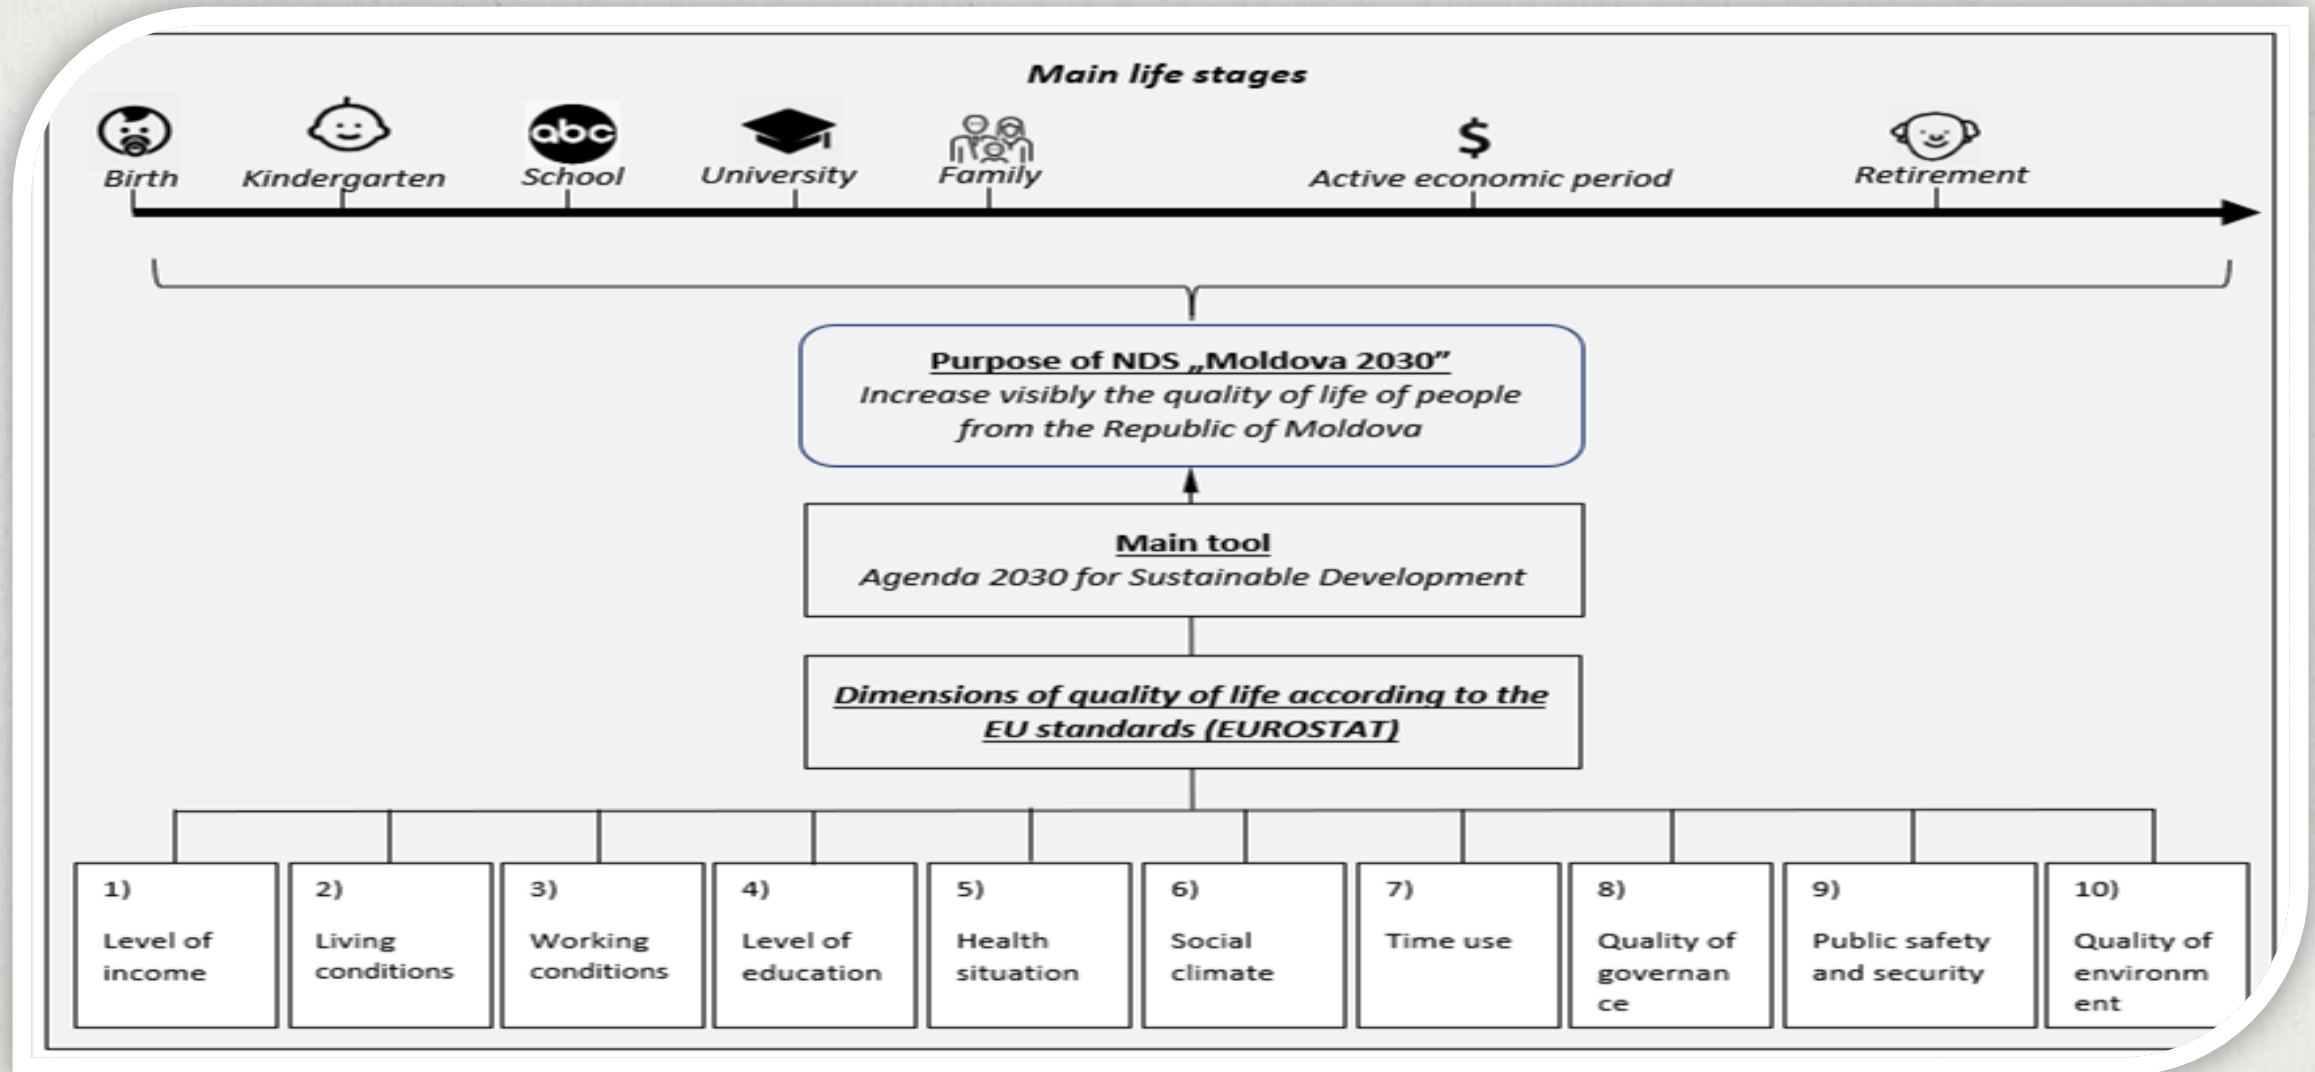 Main life stages
abc
Birth
Kindergarten
School
University
Family
$
Active economic period
Retirement
Purpose of NDS „Moldova 2030”
Increase visibly the quality of life of people
from the Republic of Moldova
Main tool
Agenda 2030 for Sustainable Development
Dimensions of quality of life according to the
EU standards (EUROSTAT)
1)
Level of
income
2)
Living
conditions
3)
Working
conditions
4)
Level of
education
5)
Health
situation
6)
Social
climate
7)
Time use
8)
Quality of
governan
ce
9)
Public safety
and security
10)
Quality of
environm
ent